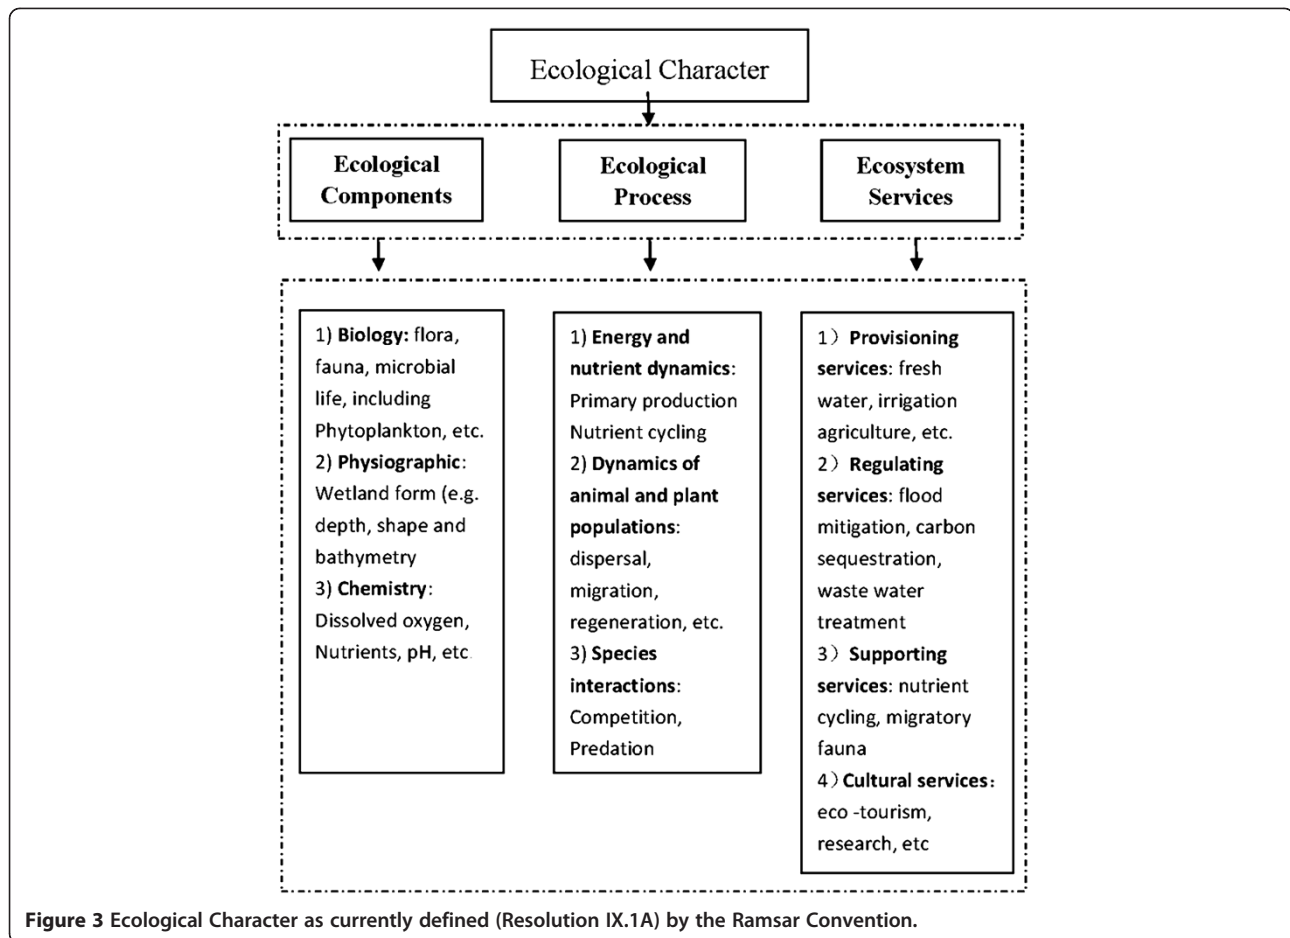 Ecological Character
Ecological
Components
Ecological
Process
Ecosystem
Services
1) Biology: flora,
fauna, microbial
life, including
Phytoplankton, etc.
2) Physiographic:
Wetland form (e.g.
depth, shape and
bathymetry
3) Chemistry:
Dissolved oxygen,
Nutrients, pH, etc.
1) Energy and
nutrient dynamics:
Primary production
Nutrient cycling
2) Dynamics of
animal and plant
populations:
dispersal,
migration,
regeneration, etc.
3) Species
interactions:
Competition,
Predation
1）Provisioning
services: fresh
water, irrigation
agriculture, etc.
2）Regulating
services: flood
mitigation, carbon
sequestration,
waste water
treatment
3）Supporting
services: nutrient
cycling, migratory
fauna
4）Cultural services：
eco -tourism,
research, etc
Figure 3 Ecological Character as currently defined (Resolution IX.1A) by the Ramsar Convention.